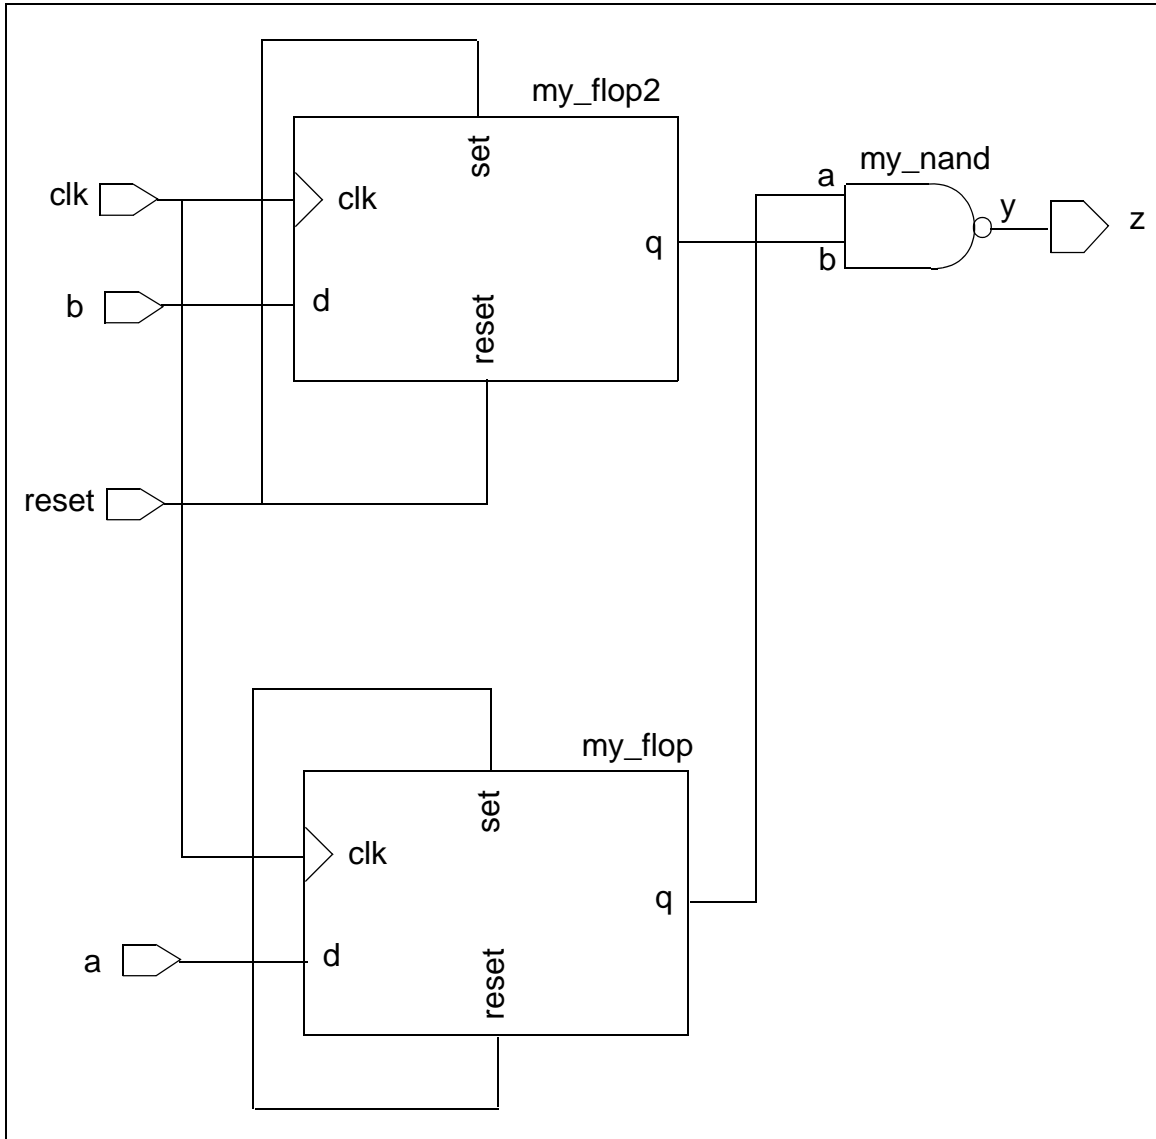 my_flop2
my_nand
set
clk
clk
a
y
z
q
b
b
d
reset
reset
my_flop
set
clk
q
a
d
reset